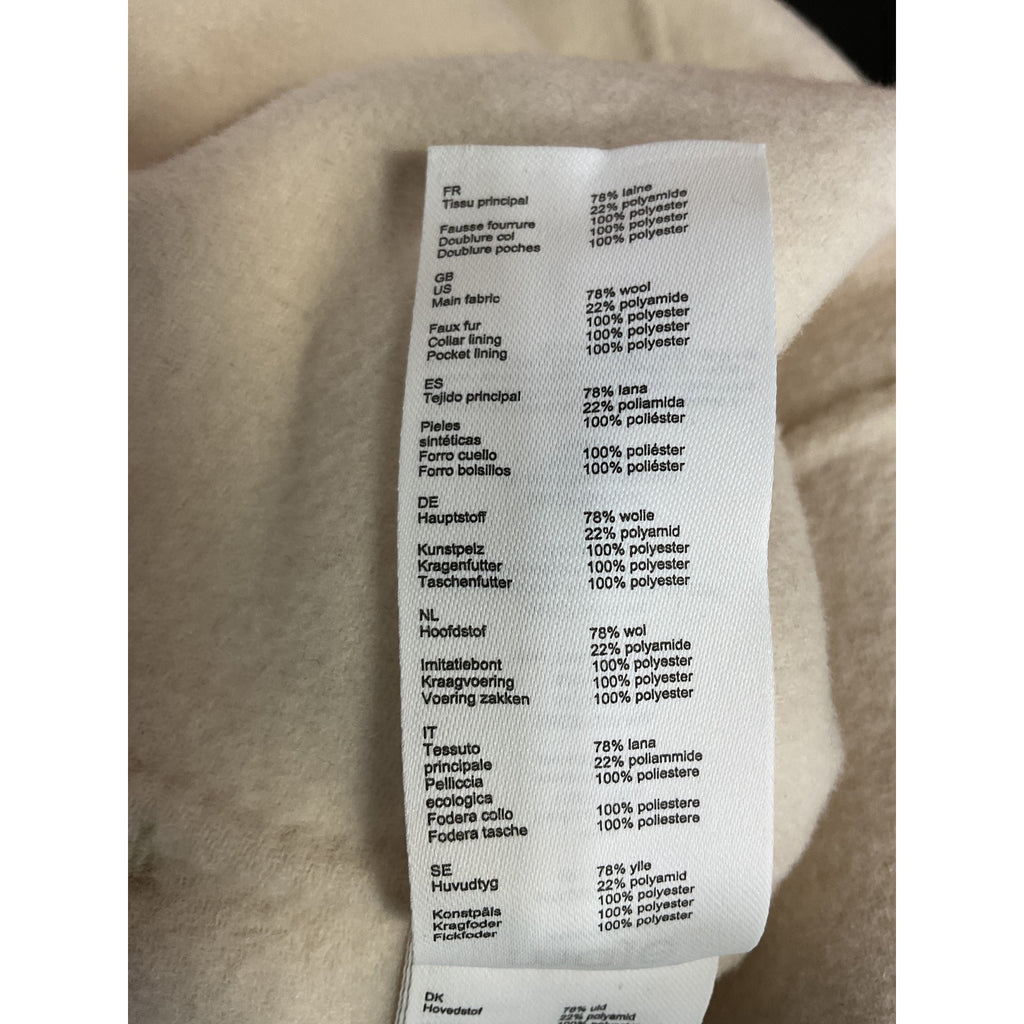 FR
Tissu principal 78% laine
22% polyamide
Fausse fourrure 100% polyester
Doublure col 100% polyester
Doublure poches 100% polyester
GB
US
Main fabric 78% wool
22% polyamide
Faux fur 100% polyester
Collar lining 100% polyester
Pocket lining 100% polyester
ES
Tejido principal 78% lana
22% poliamida
Pieles 100% poliéster
sintéticas
Forro cuello 100% poliéster
Forro bolsillos 100% poliéster
DE
Hauptstoff 78% wolle
22% polyamid
Kunstpelz 100% polyester
Kragenfutter 100% polyester
Taschenfutter 100% polyester
NL
Hoofdstof 78% wol
22% polyamide
Imitatiebont 100% polyester
Kraagvoering 100% polyester
Voering zakken 100% polyester
IT
Tessuto 78% lana
principale 22% poliammide
Pelliccia 100% poliestere
ecologica
Fodera collo 100% poliestere
Fodera tasche 100% poliestere
SE
Huvudtyg 78% ylle
22% polyamid
Konstpäls 100% polyester
Kragfoder 100% polyester
Fickfoder 100% polyester
DK
Hovedstof 78% uld
22% polyamid
100% polyester